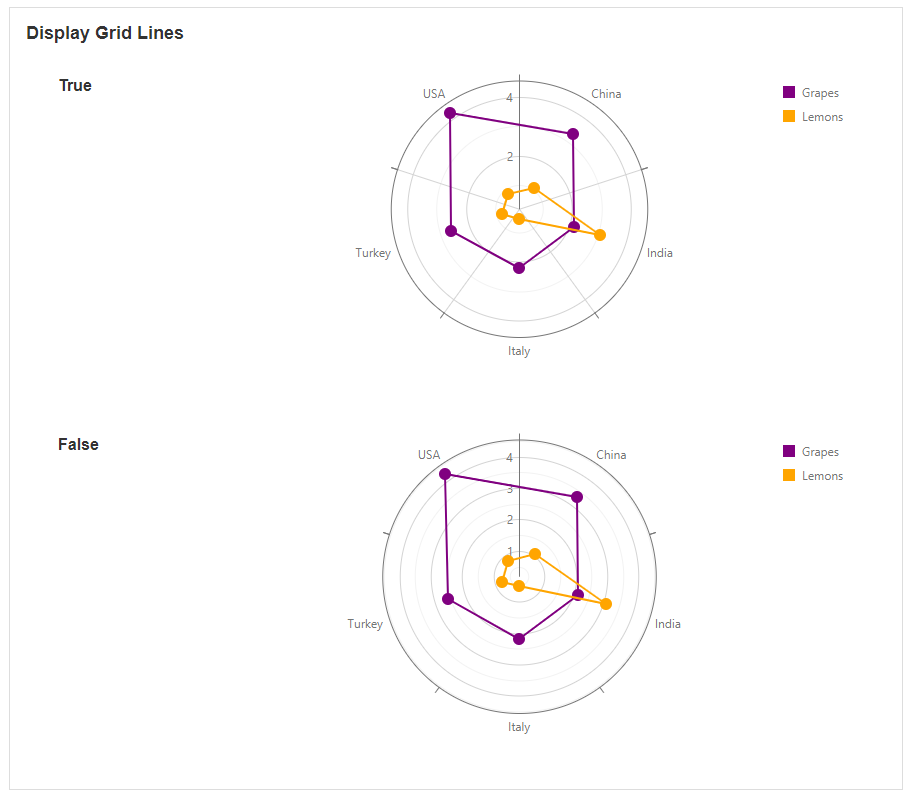 Display Grid Lines
True
USA
China
4
2
Turkey
India
Italy
Grapes
Lemons
False
USA
China
4
3
2
1
Turkey
India
Italy
Grapes
Lemons